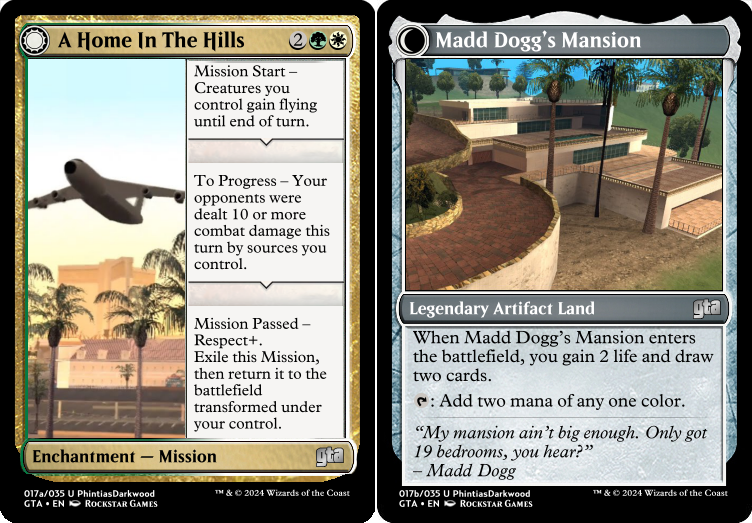 A Home In The Hills 2
Mission Start –
Creatures you
control gain flying
until end of turn.
To Progress – Your
opponents were
dealt 10 or more
combat damage this
turn by sources you
control.
Mission Passed –
Respect+.
Exile this Mission,
then return it to the
battlefield
transformed under
your control.
Enchantment — Mission
gta
017a/035 U PhintiasDarkwood
GTA • EN Rockstar Games
™ & © 2024 Wizards of the Coast
Madd Dogg's Mansion
Legendary Artifact Land
gta
When Madd Dogg's Mansion enters
the battlefield, you gain 2 life and draw
two cards.
: Add two mana of any one color.
“My mansion ain't big enough. Only got
19 bedrooms, you hear?”
– Madd Dogg
017b/035 U PhintiasDarkwood
GTA • EN Rockstar Games
™ & © 2024 Wizards of the Coast